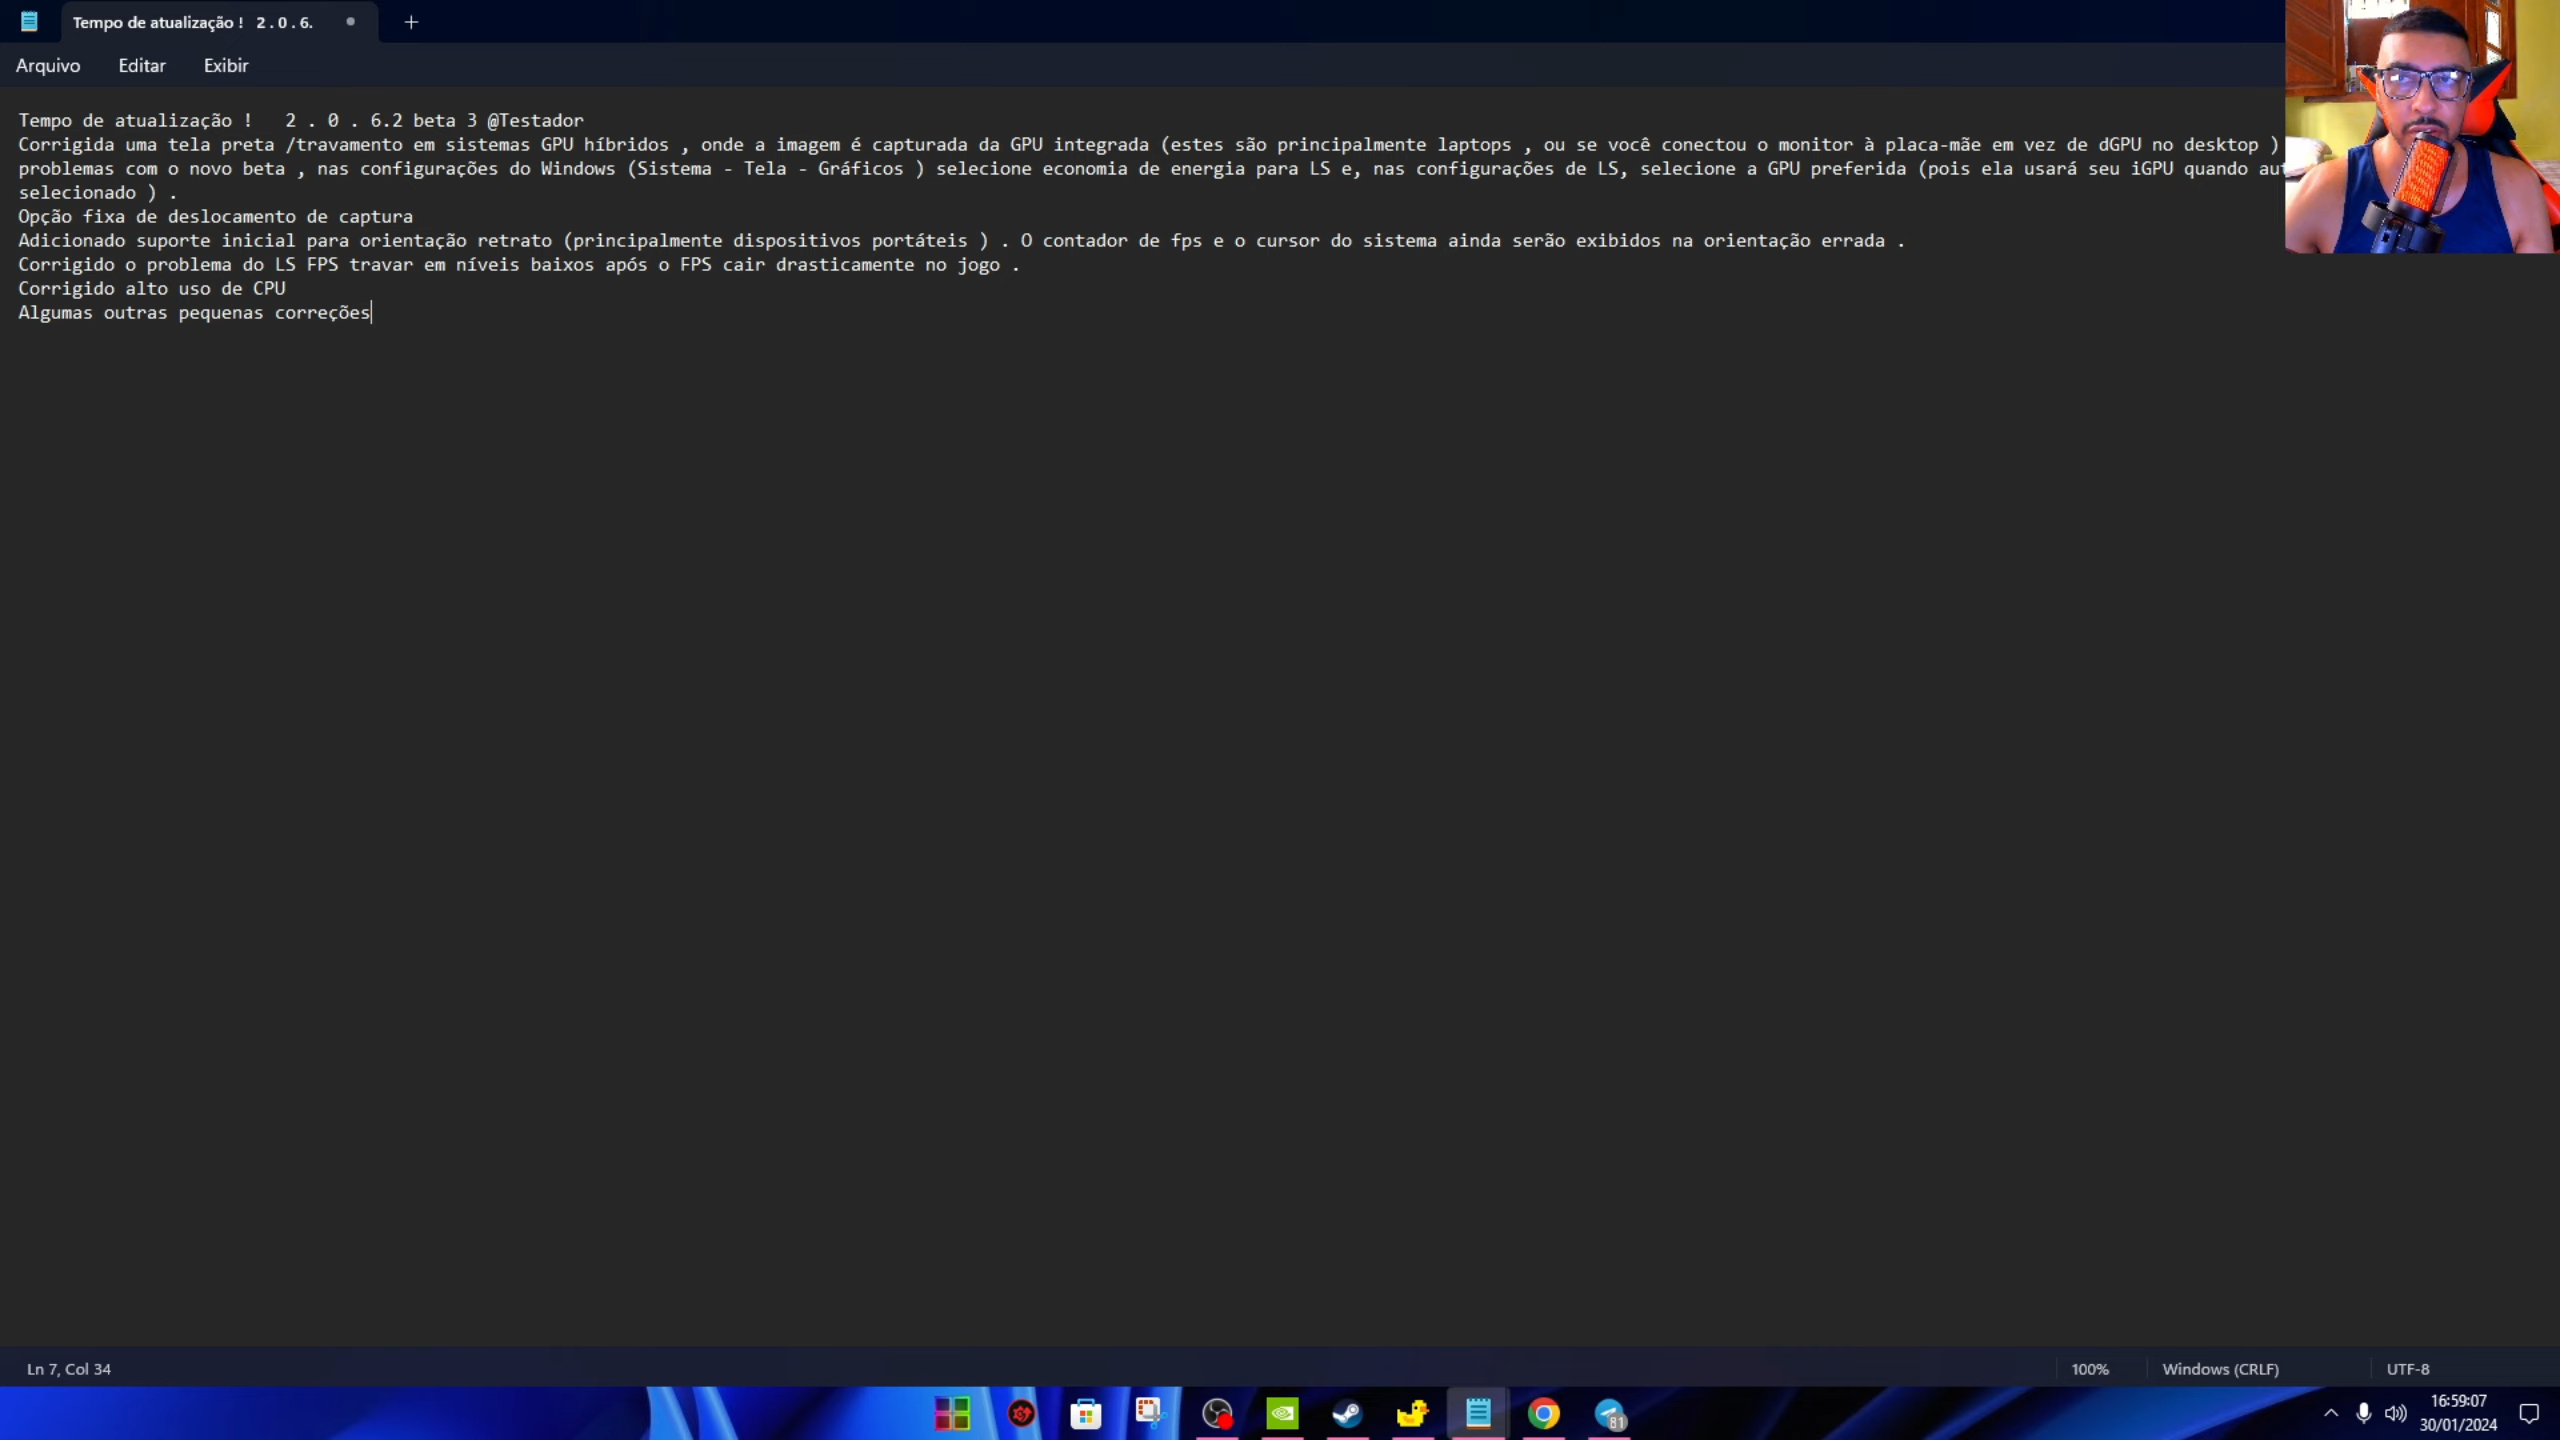 Tempo de atualização !   2 . 0 . 6.
Arquivo Editar Exibir
Tempo de atualização !   2 . 0 . 6.2 beta 3 @Testador
Corrigida uma tela preta /travamento em sistemas GPU híbridos , onde a imagem é capturada da GPU integrada (estes são principalmente laptops , ou se você conectou o monitor à placa-mãe em vez de dGPU no desktop )
problemas com o novo beta , nas configurações do Windows (Sistema - Tela - Gráficos ) selecione economia de energia para LS e, nas configurações de LS, selecione a GPU preferida (pois ela usará seu iGPU quando
selecionado ) .
Opção fixa de deslocamento de captura
Adicionado suporte inicial para orientação retrato (principalmente dispositivos portáteis ) . O contador de fps e o cursor do sistema ainda serão exibidos na orientação errada .
Corrigido o problema do LS FPS travar em níveis baixos após o FPS cair drasticamente no jogo .
Corrigido alto uso de CPU
Algumas outras pequenas correções
Ln 7, Col 34 100% Windows (CRLF) UTF-8
81
16:59:07
30/01/2024